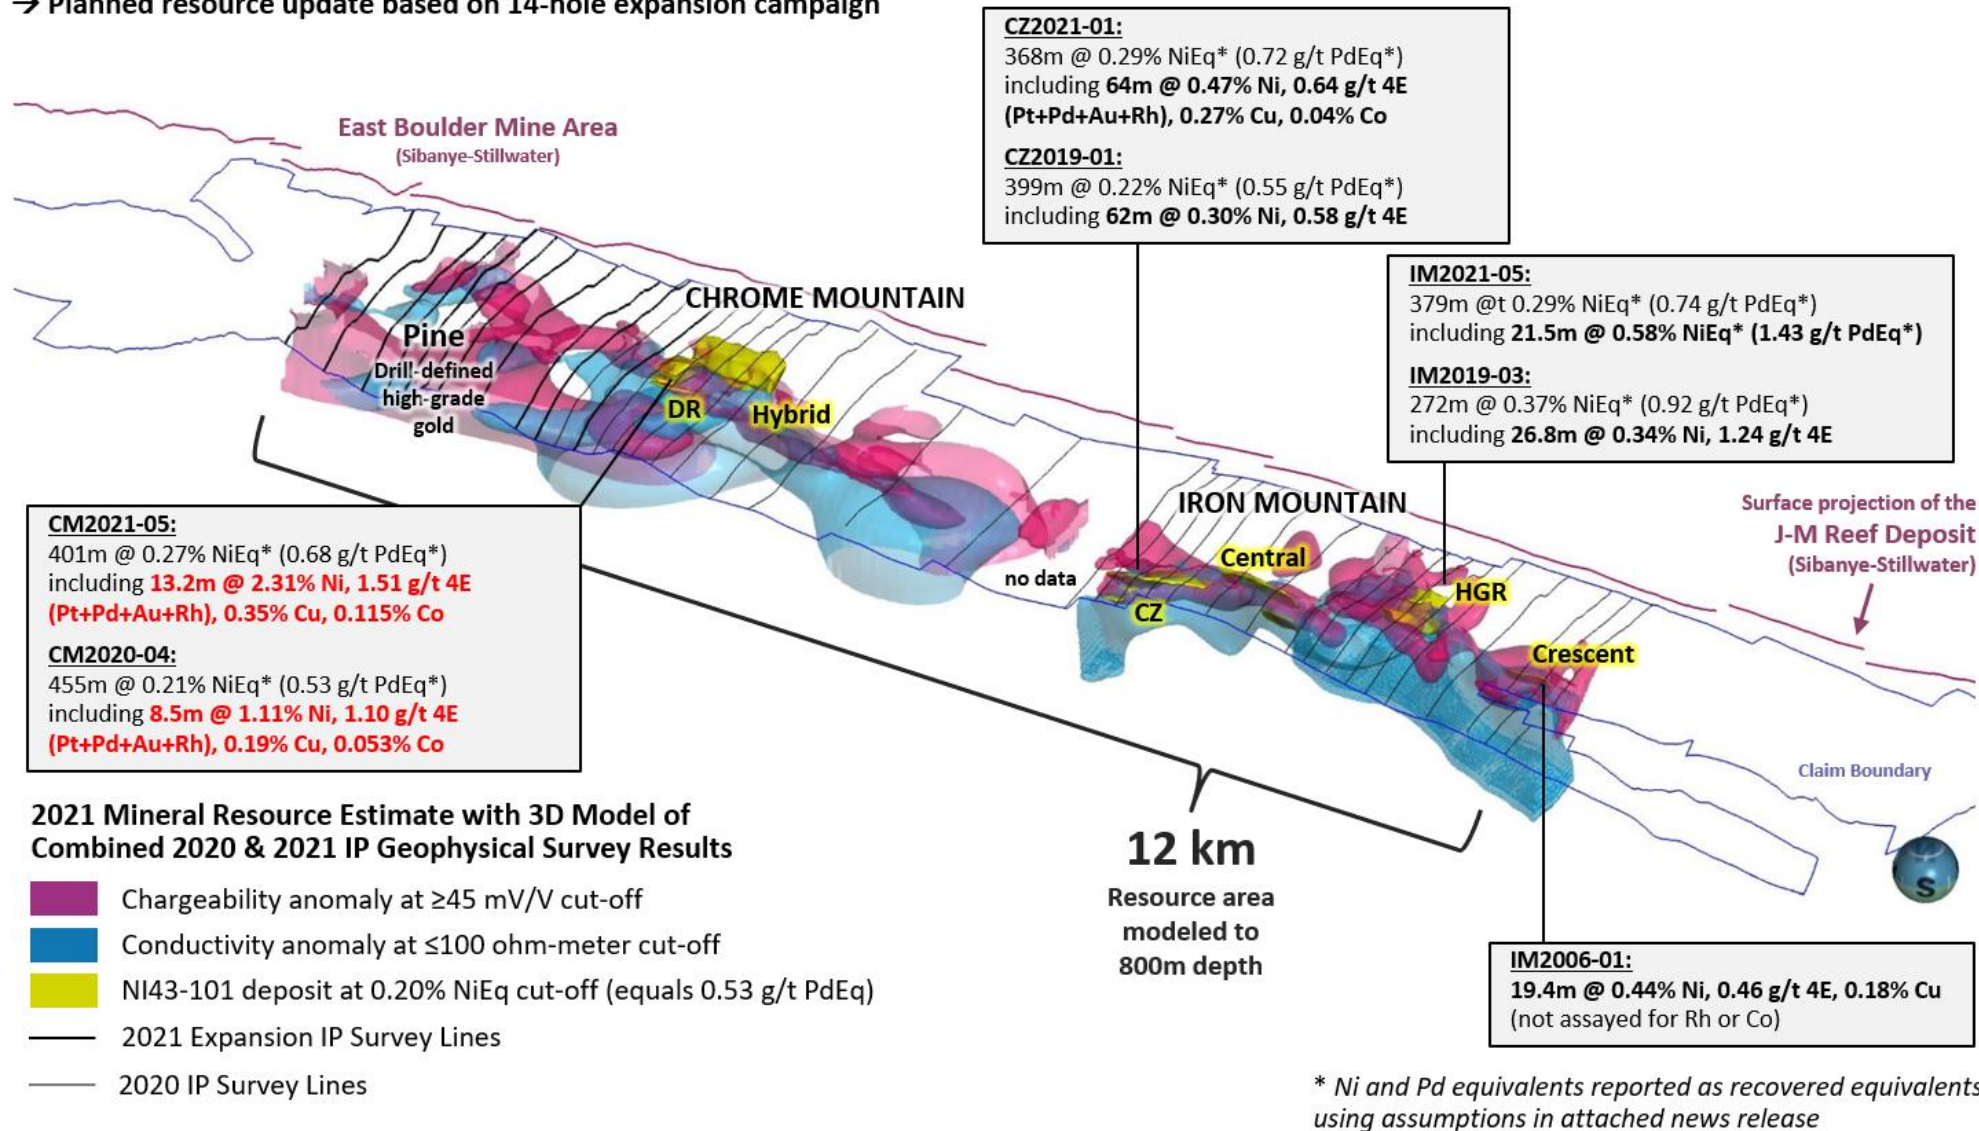 → Planned resource update based on 14-hole expansion campaign
CZ2021-01:
368m @ 0.29% NiEq* (0.72 g/t PdEq*)
including 64m @ 0.47% Ni, 0.64 g/t 4E
(Pt+Pd+Au+Rh), 0.27% Cu, 0.04% Co
CZ2019-01:
399m @ 0.22% NiEq* (0.55 g/t PdEq*)
including 62m @ 0.30% Ni, 0.58 g/t 4E
East Boulder Mine Area
(Sibanye-Stillwater)
IM2021-05:
379m @t 0.29% NiEq* (0.74 g/t PdEq*)
including 21.5m @ 0.58% NiEq* (1.43 g/t PdEq*)
IM2019-03:
272m @ 0.37% NiEq* (0.92 g/t PdEq*)
including 26.8m @ 0.34% Ni, 1.24 g/t 4E
CHROME MOUNTAIN
Pine
Drill-defined
high-grade
gold
DR
Hybrid
IRON MOUNTAIN
Surface projection of the
J-M Reef Deposit
(Sibanye-Stillwater)
no data
Central
CZ
HGR
Crescent
CM2021-05:
401m @ 0.27% NiEq* (0.68 g/t PdEq*)
including 13.2m @ 2.31% Ni, 1.51 g/t 4E
(Pt+Pd+Au+Rh), 0.35% Cu, 0.115% Co
CM2020-04:
455m @ 0.21% NiEq* (0.53 g/t PdEq*)
including 8.5m @ 1.11% Ni, 1.10 g/t 4E
(Pt+Pd+Au+Rh), 0.19% Cu, 0.053% Co
Claim Boundary
S
12 km
Resource area
modeled to
800m depth
2021 Mineral Resource Estimate with 3D Model of
Combined 2020 & 2021 IP Geophysical Survey Results
Chargeability anomaly at ≥45 mV/V cut-off
Conductivity anomaly at ≤100 ohm-meter cut-off
NI43-101 deposit at 0.20% NiEq cut-off (equals 0.53 g/t PdEq)
2021 Expansion IP Survey Lines
2020 IP Survey Lines
IM2006-01:
19.4m @ 0.44% Ni, 0.46 g/t 4E, 0.18% Cu
(not assayed for Rh or Co)
* Ni and Pd equivalents reported as recovered equivalents
using assumptions in attached news release